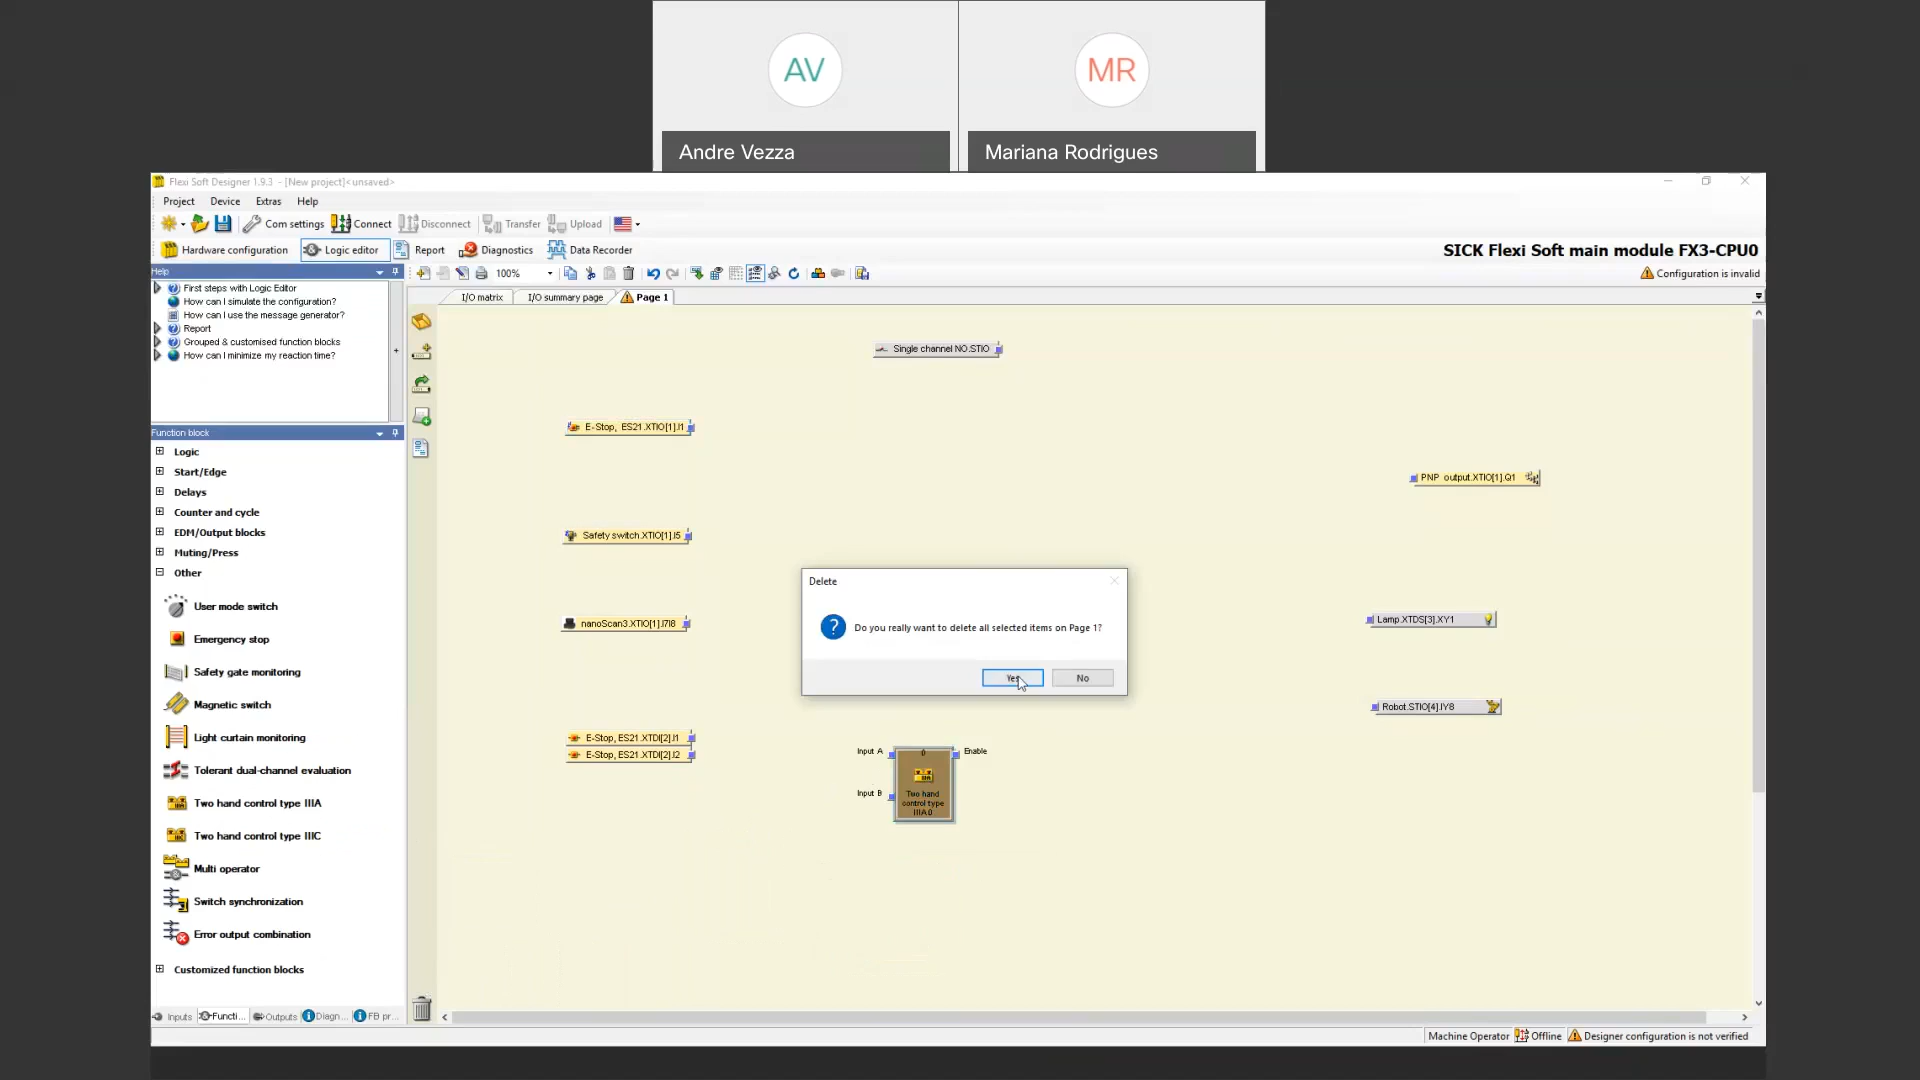 AV
MR
Andre Vezza
Mariana Rodrigues
Flexi Soft Designer 1.9.3 - [New project]<unsaved>
Project Device Extras Help
Com settings Connect Disconnect Transfer Upload
Hardware configuration Logic editor Report Diagnostics Data Recorder
SICK Flexi Soft main module FX3-CPU0
Help
100%
Configuration is invalid
First steps with Logic Editor
How can I simulate the configuration?
How can I use the message generator?
Report
Grouped & customised function blocks
How can I minimize my reaction time?
I/O matrix
I/O summary page
Page 1
Single channel NO.STIO
E-Stop, ES21.XTIO[1].I1
PNP output.XTIO[1].Q1
Safety switch.XTIO[1].I5
nanoScan3.XTIO[1].I7I8
Lamp.XTDS[3].XY1
Robot.STIO[4].IY8
E-Stop, ES21.XTDI[2].I1
E-Stop, ES21.XTDI[2].I2
Input A
0
Enable
Input B
Two hand
control type
IIIA0
Delete
Do you really want to delete all selected items on Page 1?
Yes
No
Function block
Logic
Start/Edge
Delays
Counter and cycle
EDM/Output blocks
Muting/Press
Other
User mode switch
Emergency stop
Safety gate monitoring
Magnetic switch
Light curtain monitoring
Tolerant dual-channel evaluation
Two hand control type IIIA
Two hand control type IIIC
Multi operator
Switch synchronization
Error output combination
Customized function blocks
Inputs Functi... Outputs Diagn... FB pr...
Machine Operator Offline Designer configuration is not verified